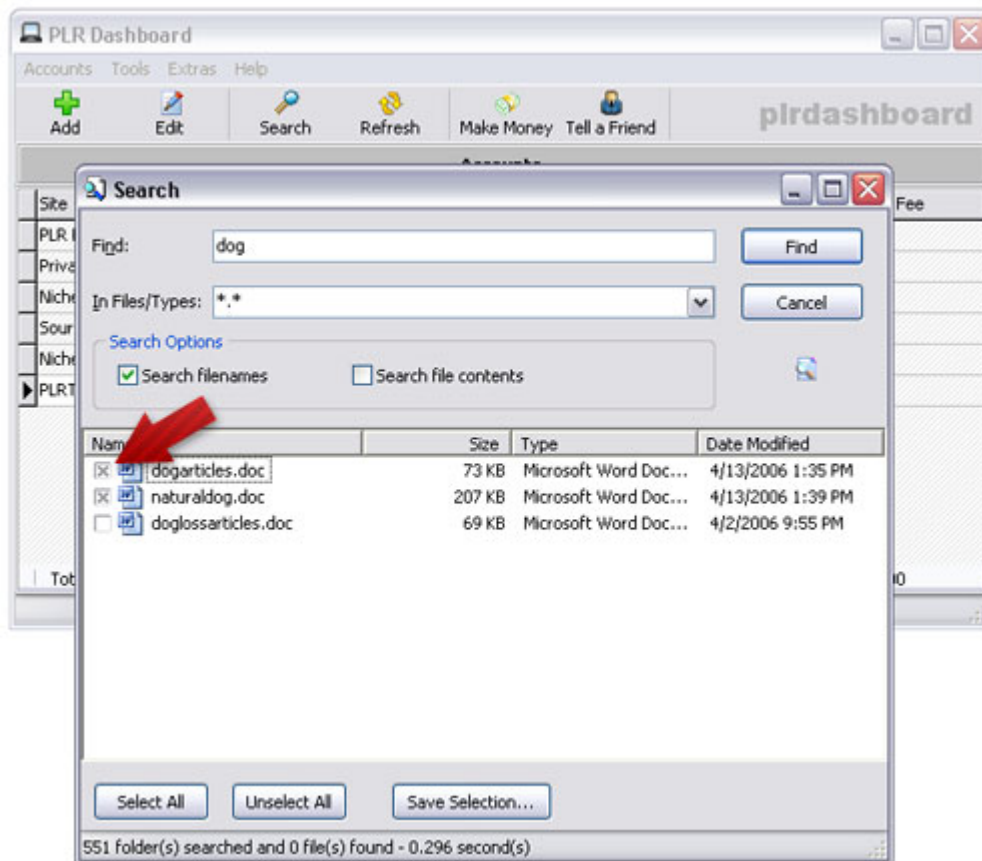 PLR Dashboard
Accounts Tools Extras Help
Add Edit Search Refresh Make Money Tell a Friend plrdashboard
Search
Site Fee
PLR
Find: dog Find
In Files/Types: *.* Cancel
Search Options
Search filenames Search file contents
PLRT
Size Type Date Modified
dogarticles.doc 73 KB Microsoft Word Doc... 4/13/2006 1:35 PM
naturaldog.doc 207 KB Microsoft Word Doc... 4/13/2006 1:39 PM
doglossarticles.doc 69 KB Microsoft Word Doc... 4/2/2006 9:55 PM
Select All Unselect All Save Selection...
551 folder(s) searched and 0 file(s) found - 0.296 second(s)